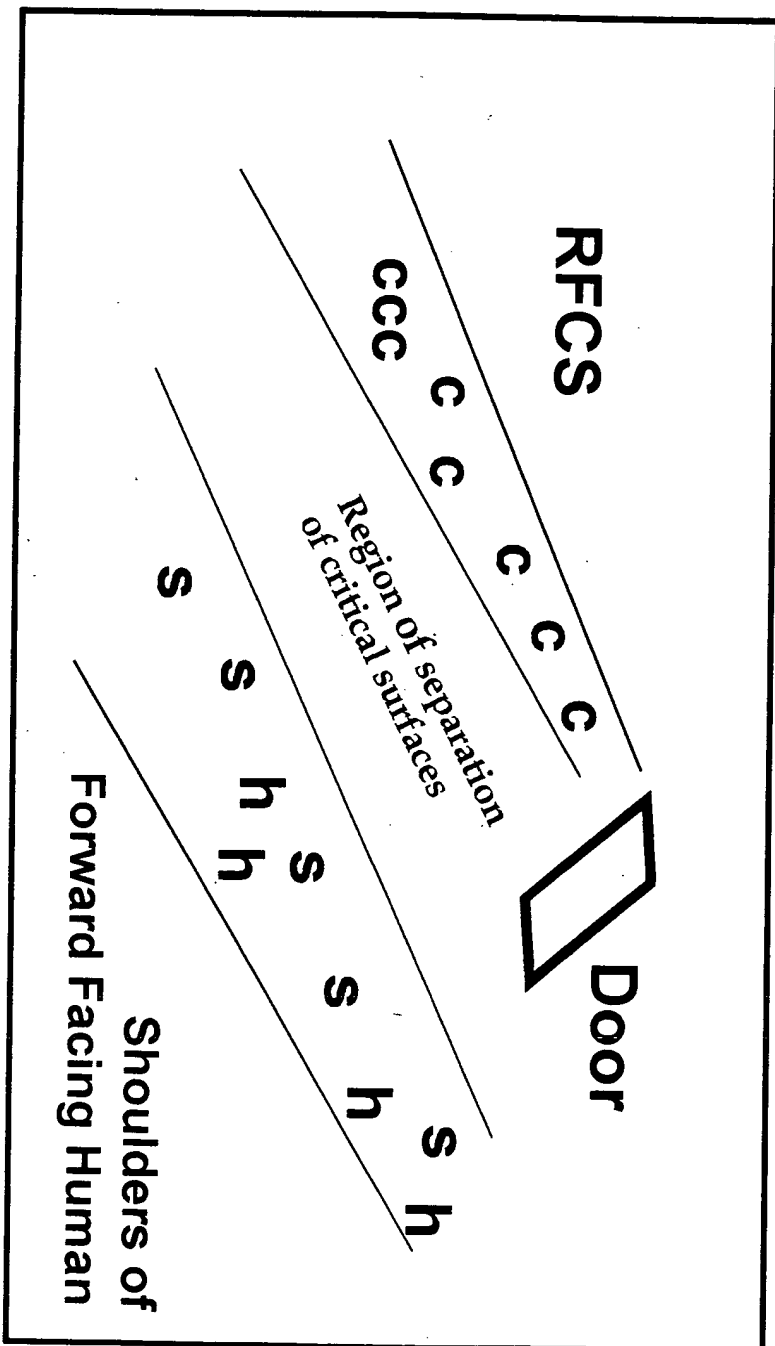 RFCS
Door
c
c
c
c c
ccc
Region of separation
of critical surfaces
s
h
h
s
s
h
h
s
s
Shoulders of
Forward Facing Human